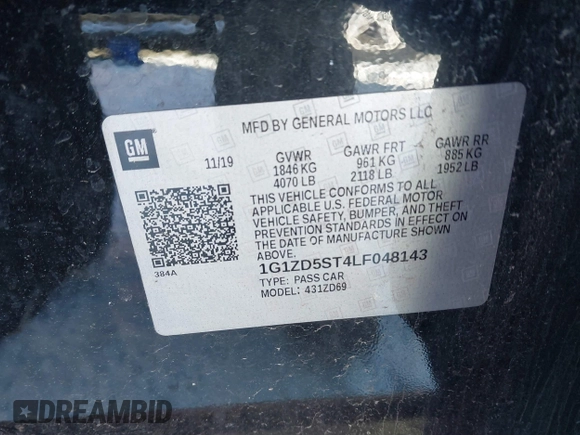 MFD BY GENERAL MOTORS LLC
GM
11/19 GVWR GAWR FRT GAWR RR
1846 KG 961 KG 885 KG
4070 LB 2118 LB 1952 LB
THIS VEHICLE CONFORMS TO ALL
APPLICABLE U.S. FEDERAL MOTOR
VEHICLE SAFETY, BUMPER, AND THEFT
PREVENTION STANDARDS IN EFFECT ON
THE DATE OF MANUFACTURE SHOWN
ABOVE.
384A
1G1ZD5ST4LF048143
TYPE: PASS CAR
MODEL: 431ZD69
DREAMBID